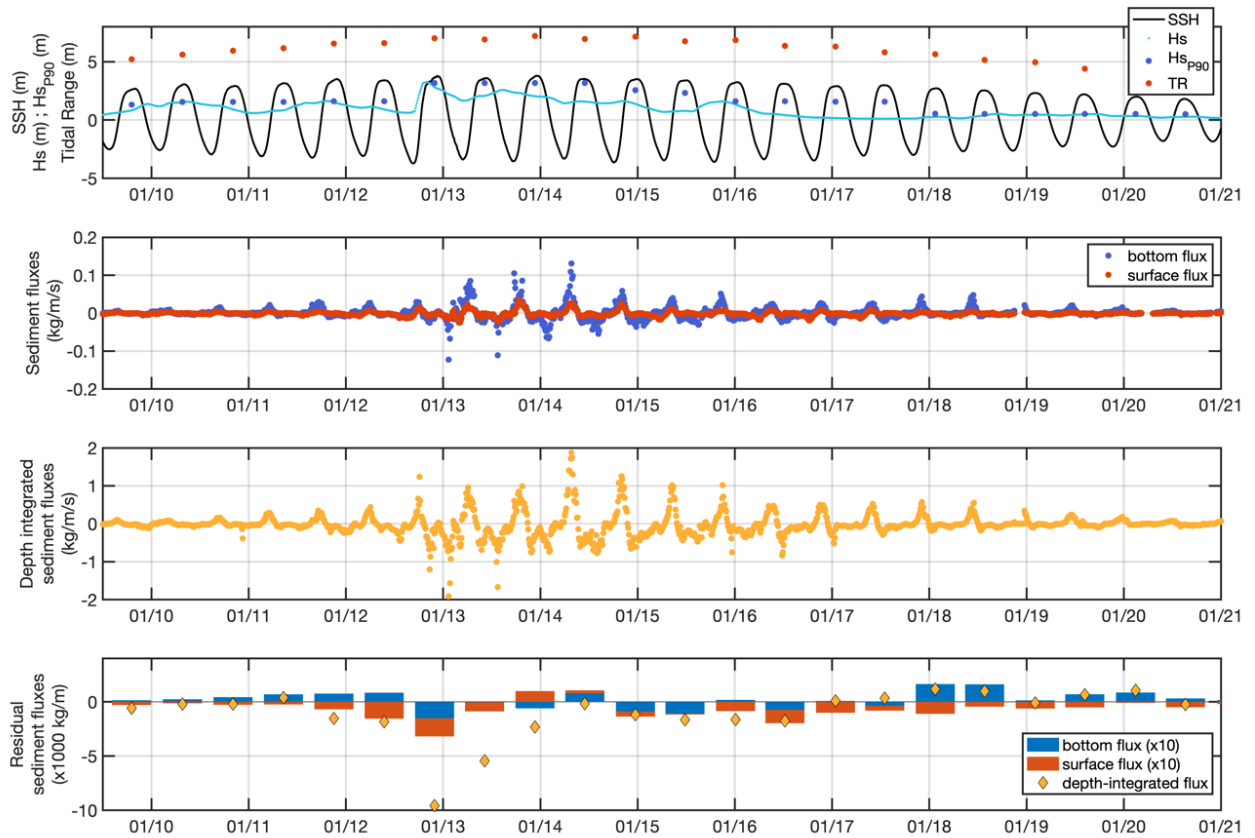 SSH (m)
Hs (m) ; HsP90 (m)
Tidal Range (m)
5
0
-5
SSH
Hs
HsP90
TR
01/10 01/11 01/12 01/13 01/14 01/15 01/16 01/17 01/18 01/19 01/20 01/21
Sediment fluxes
(kg/m/s)
0.2
0.1
0
-0.1
-0.2
bottom flux
surface flux
01/10 01/11 01/12 01/13 01/14 01/15 01/16 01/17 01/18 01/19 01/20 01/21
Depth integrated
sediment fluxes
(kg/m/s)
2
1
0
-1
-2
01/10 01/11 01/12 01/13 01/14 01/15 01/16 01/17 01/18 01/19 01/20 01/21
Residual
sediment fluxes
(x1000 kg/m)
0
-5
-10
bottom flux (x10)
surface flux (x10)
depth-integrated flux
01/10 01/11 01/12 01/13 01/14 01/15 01/16 01/17 01/18 01/19 01/20 01/21